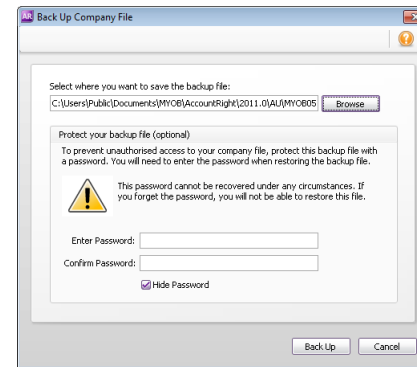 AR Back Up Company File
Select where you want to save the backup file:
C:\Users\Public\Documents\MYOB\AccountRight\2011.0\AU\MYOB05 Browse
Protect your backup file (optional)
To prevent unauthorised access to your company file, protect this backup file with
a password. You will need to enter the password when restoring the backup file.
This password cannot be recovered under any circumstances. If
you forget the password, you will not be able to restore this file.
Enter Password:
Confirm Password:
Hide Password
Back Up Cancel